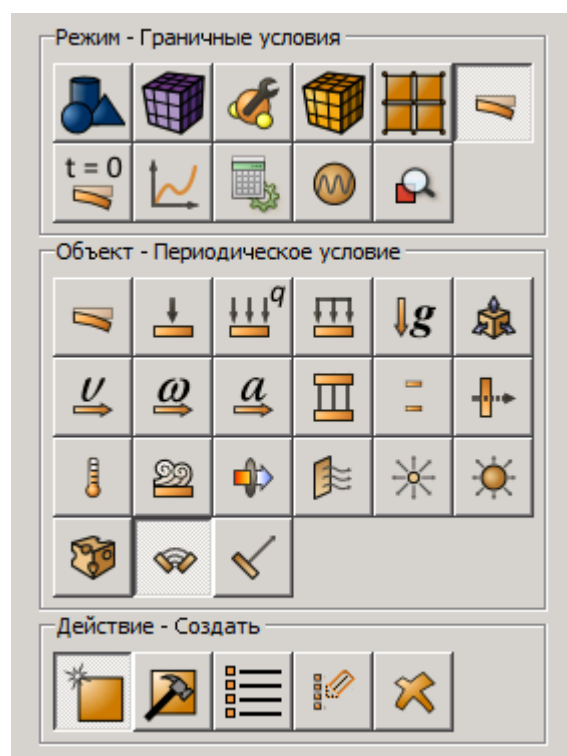 Режим - Граничные условия
t = 0
Объект - Периодическое условие
q
g
υ ω a
Действие - Создать